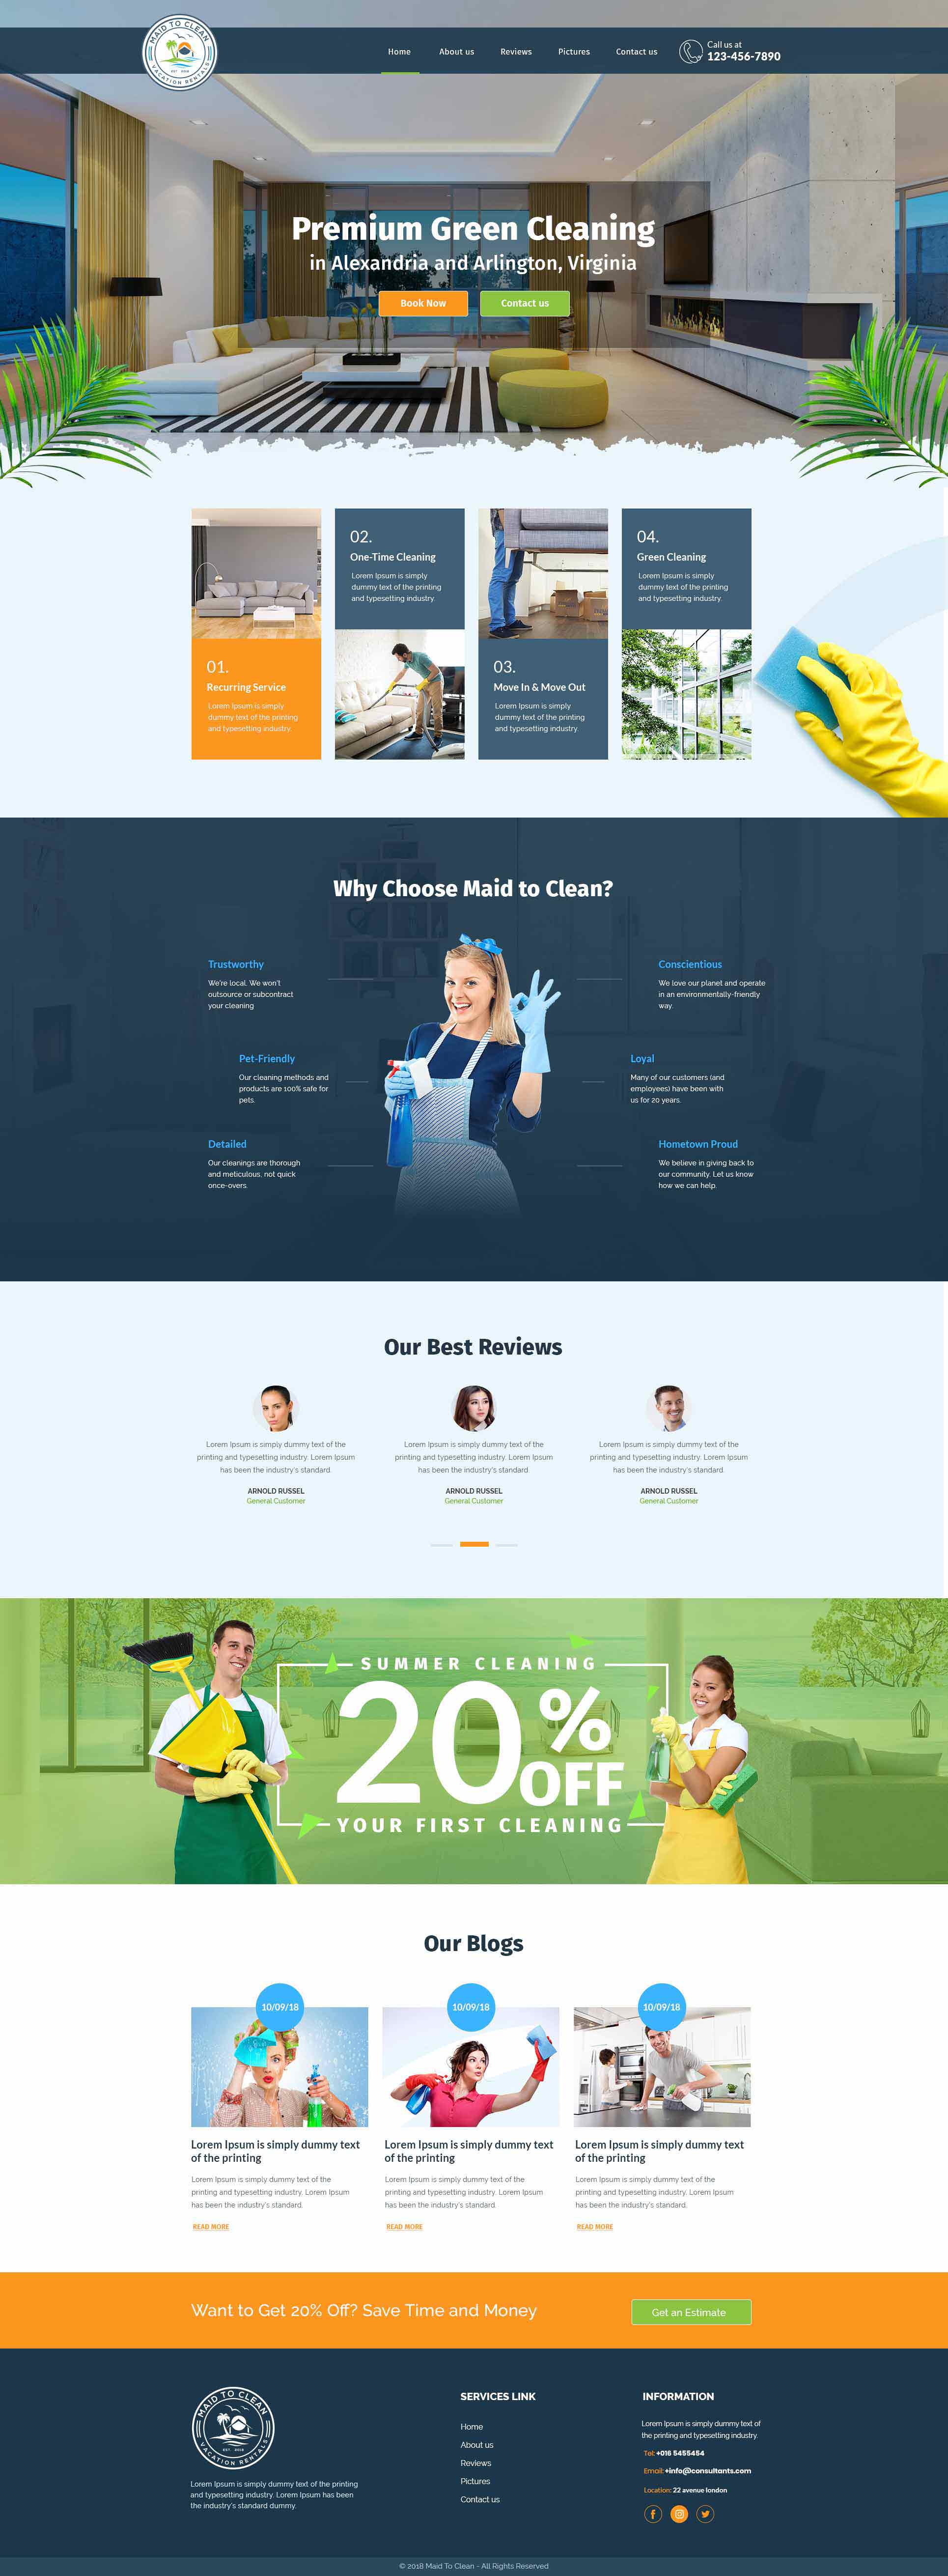 MAID TO CLEAN
VACATION RENTALS
Home
About us
Reviews
Pictures
Contact us
Call us at
123-456-7890
Premium Green Cleaning
in Alexandria and Arlington, Virginia
Book Now
Contact us
01.
Recurring Service
Lorem Ipsum is simply
dummy text of the printing
and typesetting industry.
02.
One-Time Cleaning
Lorem Ipsum is simply
dummy text of the printing
and typesetting industry.
03.
Move In & Move Out
Lorem Ipsum is simply
dummy text of the printing
and typesetting industry.
04.
Green Cleaning
Lorem Ipsum is simply
dummy text of the printing
and typesetting industry.
Why Choose Maid to Clean?
Trustworthy
We're local. We won't
outsource or subcontract
your cleaning
Conscientious
We love our planet and operate
in an environmentally-friendly
way.
Pet-Friendly
Our cleaning methods and
products are 100% safe for
pets.
Loyal
Many of our customers (and
employees) have been with
us for 20 years.
Detailed
Our cleanings are thorough
and meticulous, not quick
once-overs.
Hometown Proud
We believe in giving back to
our community. Let us know
how we can help.
Our Best Reviews
Lorem Ipsum is simply dummy text of the
printing and typesetting industry. Lorem Ipsum
has been the industry's standard.
ARNOLD RUSSEL
General Customer
Lorem Ipsum is simply dummy text of the
printing and typesetting industry. Lorem Ipsum
has been the industry's standard
ARNOLD RUSSEL
General Customer
Lorem Ipsum is simply dummy text of the
printing and typesetting industry. Lorem Ipsum
has been the industry's standard.
ARNOLD RUSSEL
General Customer
SUMMER CLEANING
20% OFF
YOUR FIRST CLEANING
Our Blogs
10/09/18
Lorem Ipsum is simply dummy text
of the printing
Lorem Ipsum is simply dummy text of the
printing and typesetting industry. Lorem Ipsum
has been the industry's standard.
READ MORE
10/09/18
Lorem Ipsum is simply dummy text
of the printing
Lorem Ipsum is simply dummy text of the
printing and typesetting industry. Lorem Ipsum
has been the industry's standard.
READ MORE
10/09/18
Lorem Ipsum is simply dummy text
of the printing
Lorem Ipsum is simply dummy text of the
printing and typesetting industry. Lorem Ipsum
has been the industry's standard.
READ MORE
Want to Get 20% Off? Save Time and Money
Get an Estimate
MAID TO CLEAN
VACATION RENTALS
Lorem Ipsum is simply dummy text of the printing
and typesetting industry. Lorem Ipsum has been
the industry's standard dummy.
SERVICES LINK
Home
About us
Reviews
Pictures
Contact us
INFORMATION
Lorem Ipsum is simply dummy text of
the printing and typesetting industry.
Tel: +016 5455454
Email: +info@consultants.com
Location: 22 avenue london
© 2018 Maid To Clean - All Rights Reserved